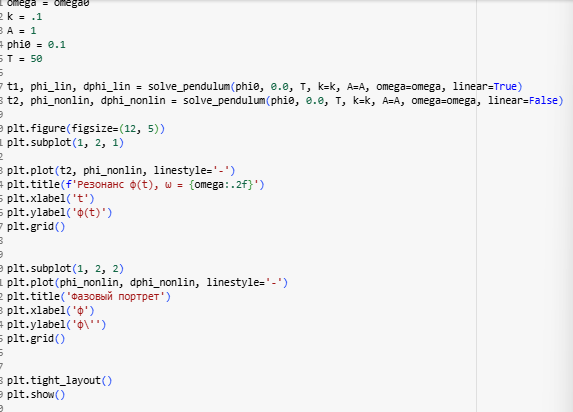 omega = omega0
k = .1
A = 1
phi0 = 0.1
T = 50
t1, phi_lin, dphi_lin = solve_pendulum(phi0, 0.0, T, k=k, A=A, omega=omega, linear=True)
t2, phi_nonlin, dphi_nonlin = solve_pendulum(phi0, 0.0, T, k=k, A=A, omega=omega, linear=False)
plt.figure(figsize=(12, 5))
plt.subplot(1, 2, 1)
plt.plot(t2, phi_nonlin, linestyle='-')
plt.title(f'Резонанс φ(t), ω = {omega:.2f}')
plt.xlabel('t')
plt.ylabel('φ(t)')
plt.grid()
plt.subplot(1, 2, 2)
plt.plot(phi_nonlin, dphi_nonlin, linestyle='-')
plt.title('Фазовый портрет')
plt.xlabel('φ')
plt.ylabel('φ\'')
plt.grid()
plt.tight_layout()
plt.show()